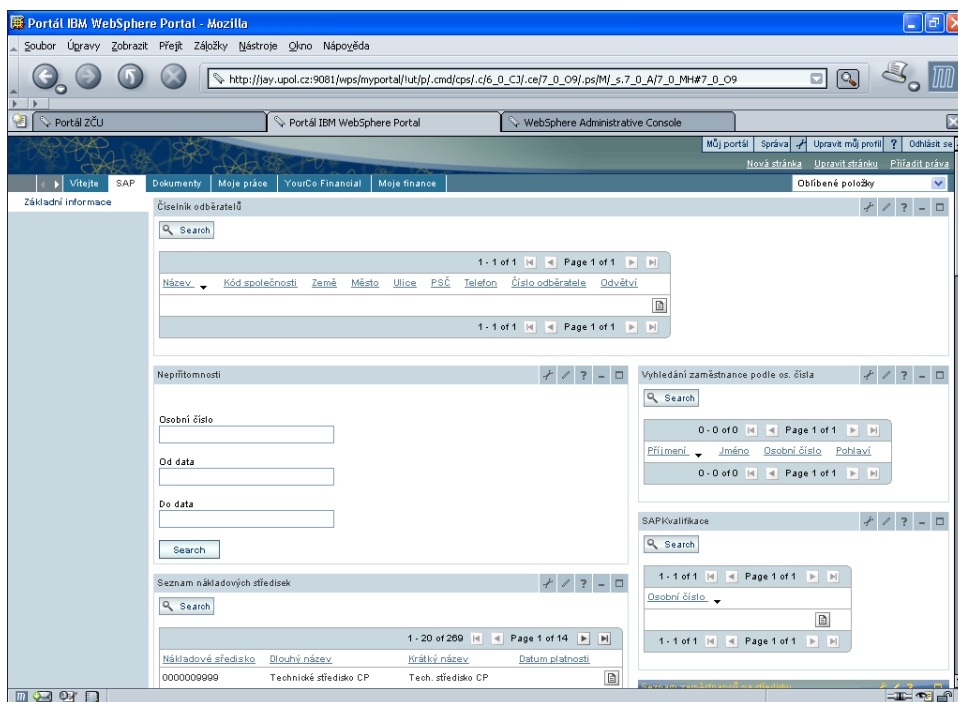 Portál IBM WebSphere Portal - Mozilla
Soubor Úpravy Zobrazit Přejít Záložky Nástroje Okno Nápověda
http://jay.upol.cz:9081/wps/myportal/!ut/p/.cmd/cps/.c/6_0_CJ/.ce/7_0_O9/.ps/M/_s.7_0_A/7_0_MH#7_0_O9
Portál ZČU Portál IBM WebSphere Portal WebSphere Administrative Console
Můj portál Správa Upravit můj profil ? Odhlásit se
Nová stránka Upravit stránku Přiřadit práva
Vítejte SAP Dokumenty Moje práce YourCo Financial Moje finance Oblíbené položky
Základní informace
Číselník odběratelů
Search
1 - 1 of 1 Page 1 of 1
Název Kód společnosti Země Město Ulice PSČ Telefon Číslo odběratele Odvětví
1 - 1 of 1 Page 1 of 1
Nepřítomnosti
Osobní číslo
Od data
Do data
Search
Vyhledání zaměstnance podle os. čísla
Search
0 - 0 of 0 Page 1 of 1
Příjmení Jméno Osobní číslo Pohlaví
0 - 0 of 0 Page 1 of 1
SAPKvalifikace
Search
1 - 1 of 1 Page 1 of 1
Osobní číslo
1 - 1 of 1 Page 1 of 1
Seznam nákladových středisek
Search
1 - 20 of 269 Page 1 of 14
Nákladové sředisko Dlouhý název Krátký název Datum platnosti
0000009999 Technické středisko CP Tech. středisko CP